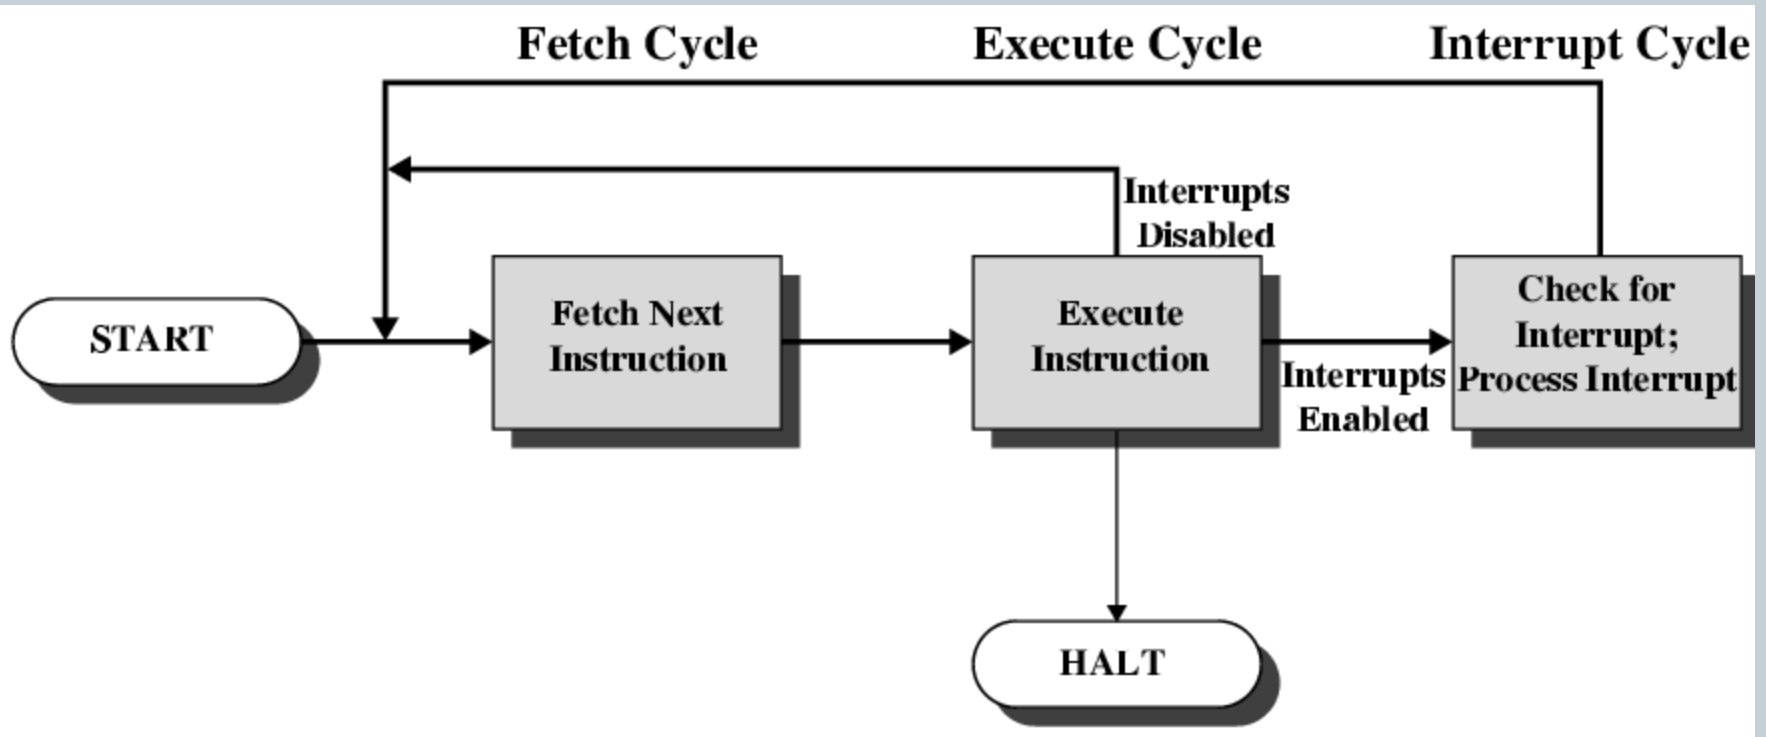 Fetch Cycle
Execute Cycle
Interrupt Cycle
Interrupts
Disabled
START
Fetch Next
Instruction
Execute
Instruction
Interrupts
Enabled
Check for
Interrupt;
Process Interrupt
HALT